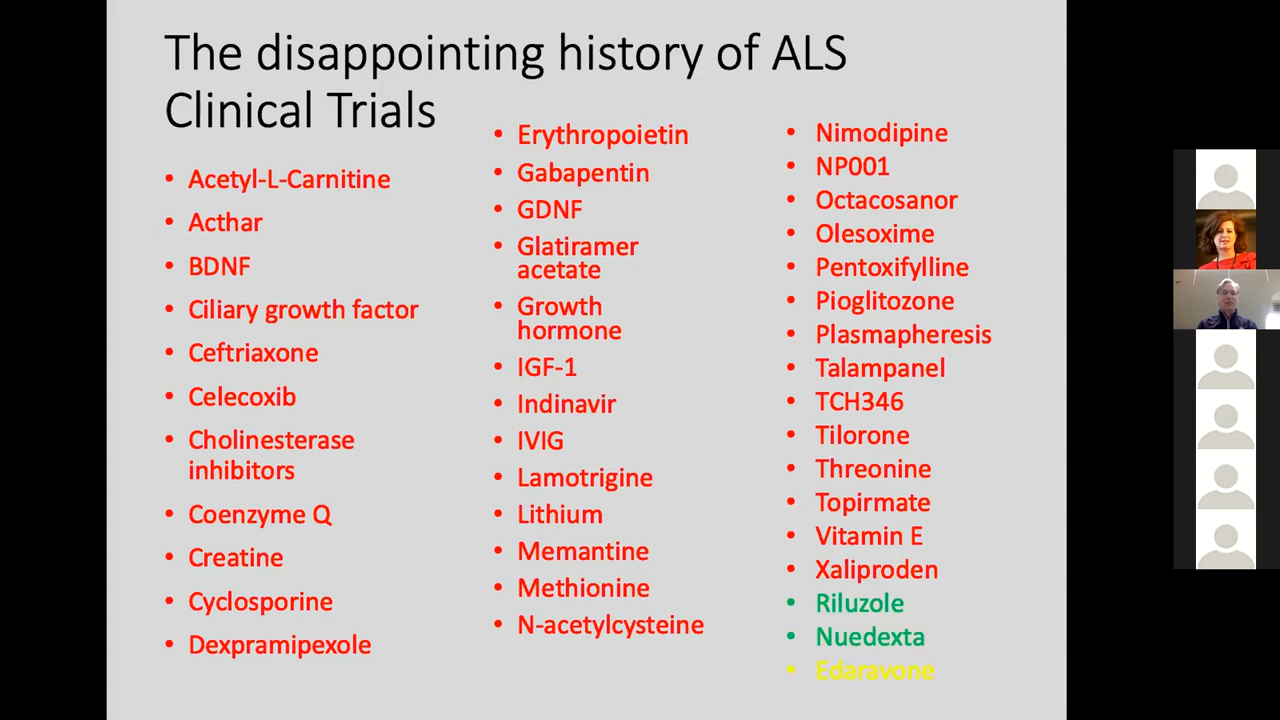 The disappointing history of ALS
Clinical Trials
• Acetyl-L-Carnitine
• Acthar
• BDNF
• Ciliary growth factor
• Ceftriaxone
• Celecoxib
• Cholinesterase
inhibitors
• Coenzyme Q
• Creatine
• Cyclosporine
• Dexpramipexole
• Erythropoietin
• Gabapentin
• GDNF
• Glatiramer
acetate
• Growth
hormone
• IGF-1
• Indinavir
• IVIG
• Lamotrigine
• Lithium
• Memantine
• Methionine
• N-acetylcysteine
• Nimodipine
• NP001
• Octacosanor
• Olesoxime
• Pentoxifylline
• Pioglitozone
• Plasmapheresis
• Talampanel
• TCH346
• Tilorone
• Threonine
• Topirmate
• Vitamin E
• Xaliproden
• Riluzole
• Nuedexta
• Edaravone